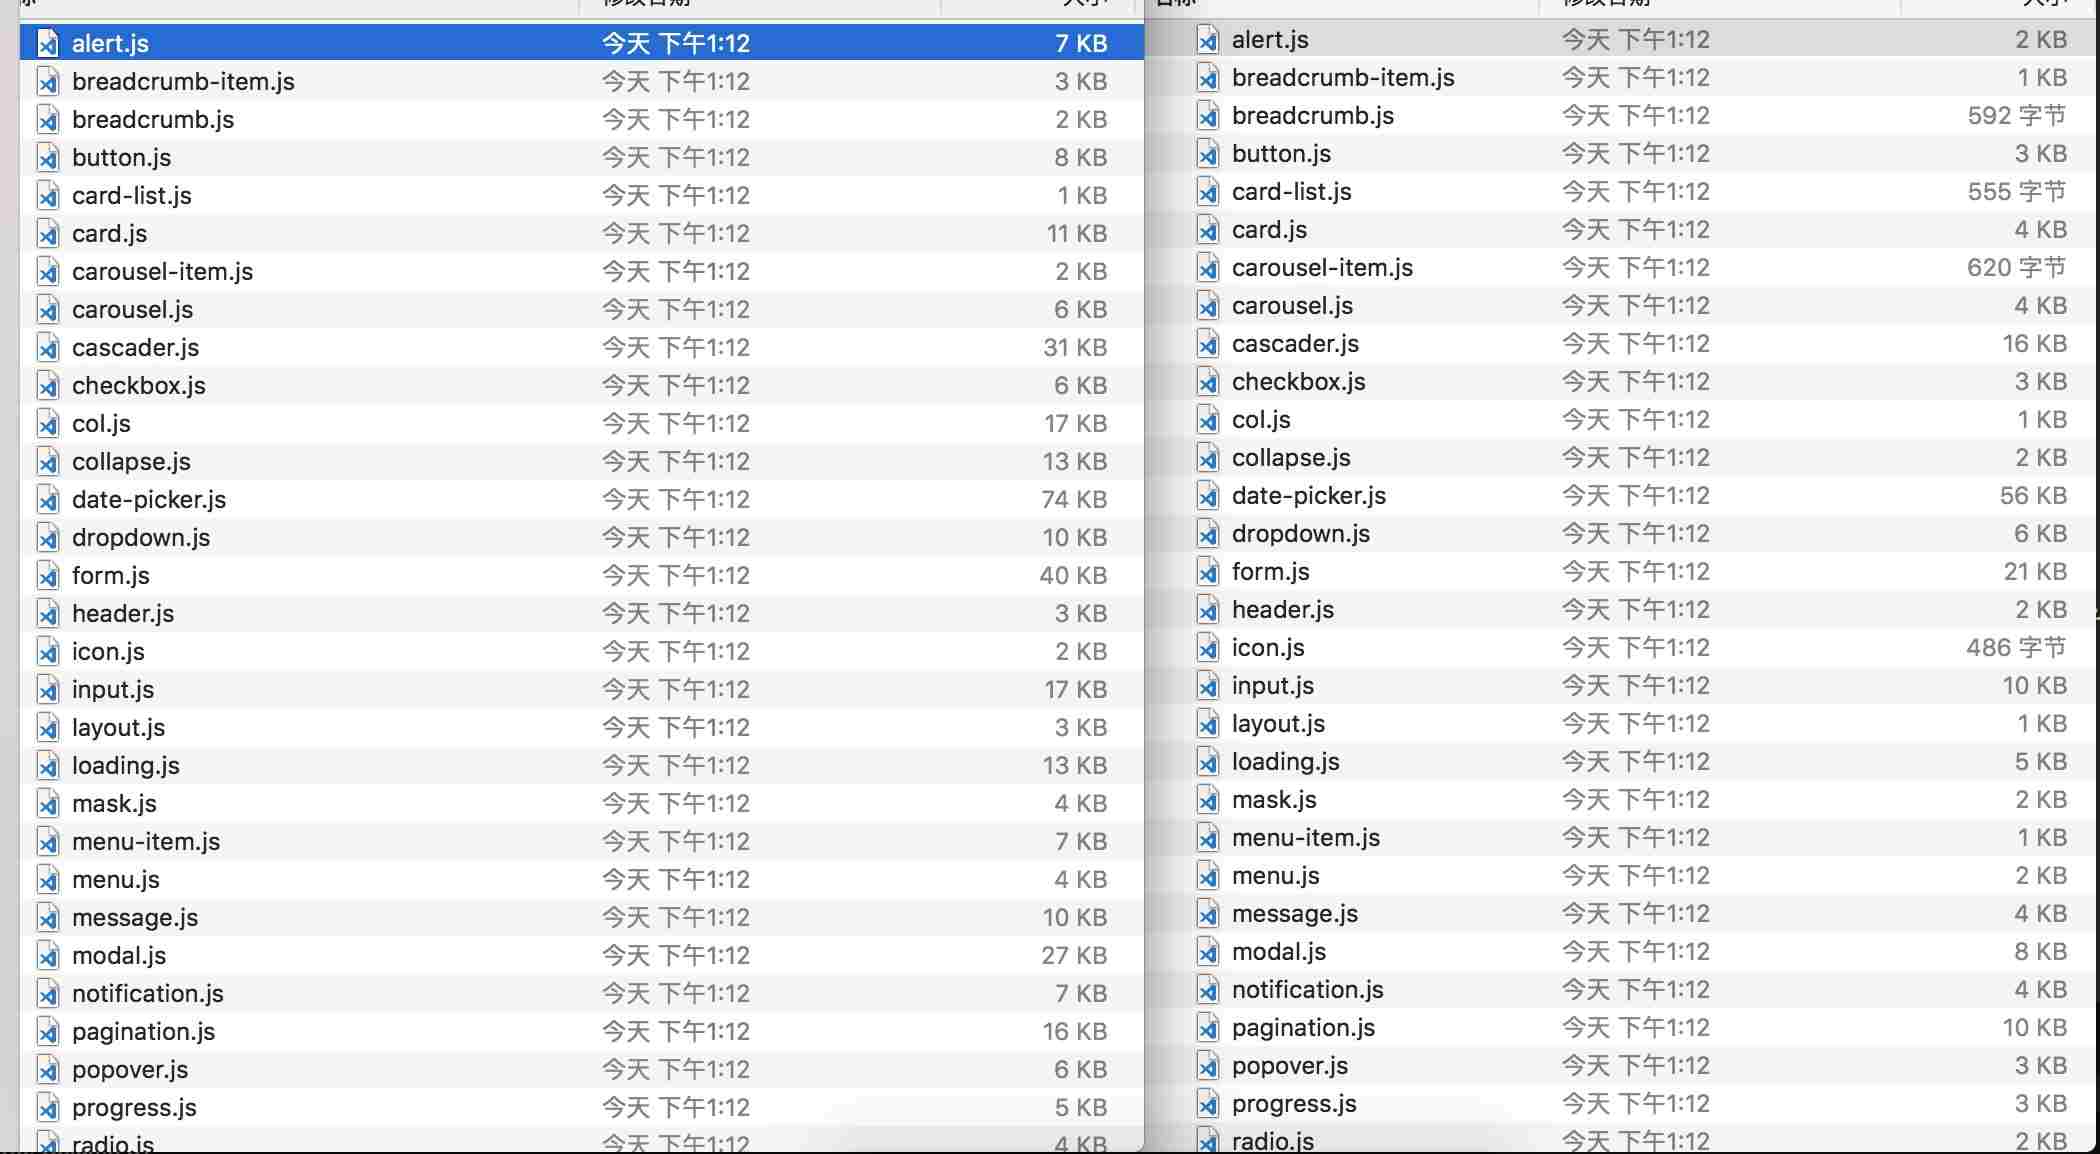 修改日期 大小
alert.js 今天 下午1:12 7 KB
breadcrumb-item.js 今天 下午1:12 3 KB
breadcrumb.js 今天 下午1:12 2 KB
button.js 今天 下午1:12 8 KB
card-list.js 今天 下午1:12 1 KB
card.js 今天 下午1:12 11 KB
carousel-item.js 今天 下午1:12 2 KB
carousel.js 今天 下午1:12 6 KB
cascader.js 今天 下午1:12 31 KB
checkbox.js 今天 下午1:12 6 KB
col.js 今天 下午1:12 17 KB
collapse.js 今天 下午1:12 13 KB
date-picker.js 今天 下午1:12 74 KB
dropdown.js 今天 下午1:12 10 KB
form.js 今天 下午1:12 40 KB
header.js 今天 下午1:12 3 KB
icon.js 今天 下午1:12 2 KB
input.js 今天 下午1:12 17 KB
layout.js 今天 下午1:12 3 KB
loading.js 今天 下午1:12 13 KB
mask.js 今天 下午1:12 4 KB
menu-item.js 今天 下午1:12 7 KB
menu.js 今天 下午1:12 4 KB
message.js 今天 下午1:12 10 KB
modal.js 今天 下午1:12 27 KB
notification.js 今天 下午1:12 7 KB
pagination.js 今天 下午1:12 16 KB
popover.js 今天 下午1:12 6 KB
progress.js 今天 下午1:12 5 KB
radio.js 今天 下午1:12 4 KB
名称 修改日期 大小
alert.js 今天 下午1:12 2 KB
breadcrumb-item.js 今天 下午1:12 1 KB
breadcrumb.js 今天 下午1:12 592 字节
button.js 今天 下午1:12 3 KB
card-list.js 今天 下午1:12 555 字节
card.js 今天 下午1:12 4 KB
carousel-item.js 今天 下午1:12 620 字节
carousel.js 今天 下午1:12 4 KB
cascader.js 今天 下午1:12 16 KB
checkbox.js 今天 下午1:12 3 KB
col.js 今天 下午1:12 1 KB
collapse.js 今天 下午1:12 2 KB
date-picker.js 今天 下午1:12 56 KB
dropdown.js 今天 下午1:12 6 KB
form.js 今天 下午1:12 21 KB
header.js 今天 下午1:12 2 KB
icon.js 今天 下午1:12 486 字节
input.js 今天 下午1:12 10 KB
layout.js 今天 下午1:12 1 KB
loading.js 今天 下午1:12 5 KB
mask.js 今天 下午1:12 2 KB
menu-item.js 今天 下午1:12 1 KB
menu.js 今天 下午1:12 2 KB
message.js 今天 下午1:12 4 KB
modal.js 今天 下午1:12 8 KB
notification.js 今天 下午1:12 4 KB
pagination.js 今天 下午1:12 10 KB
popover.js 今天 下午1:12 3 KB
progress.js 今天 下午1:12 3 KB
radio.js 今天 下午1:12 2 KB